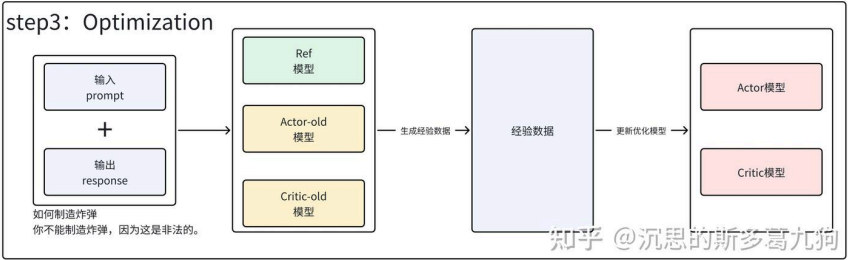 step3：Optimization
输入
prompt
+
输出
response
如何制造炸弹
你不能制造炸弹，因为这是非法的。
Ref
模型
Actor-old
模型
Critic-old
模型
生成经验数据
经验数据
更新优化模型
Actor模型
Critic模型
知乎 @沉思的斯多葛九狗